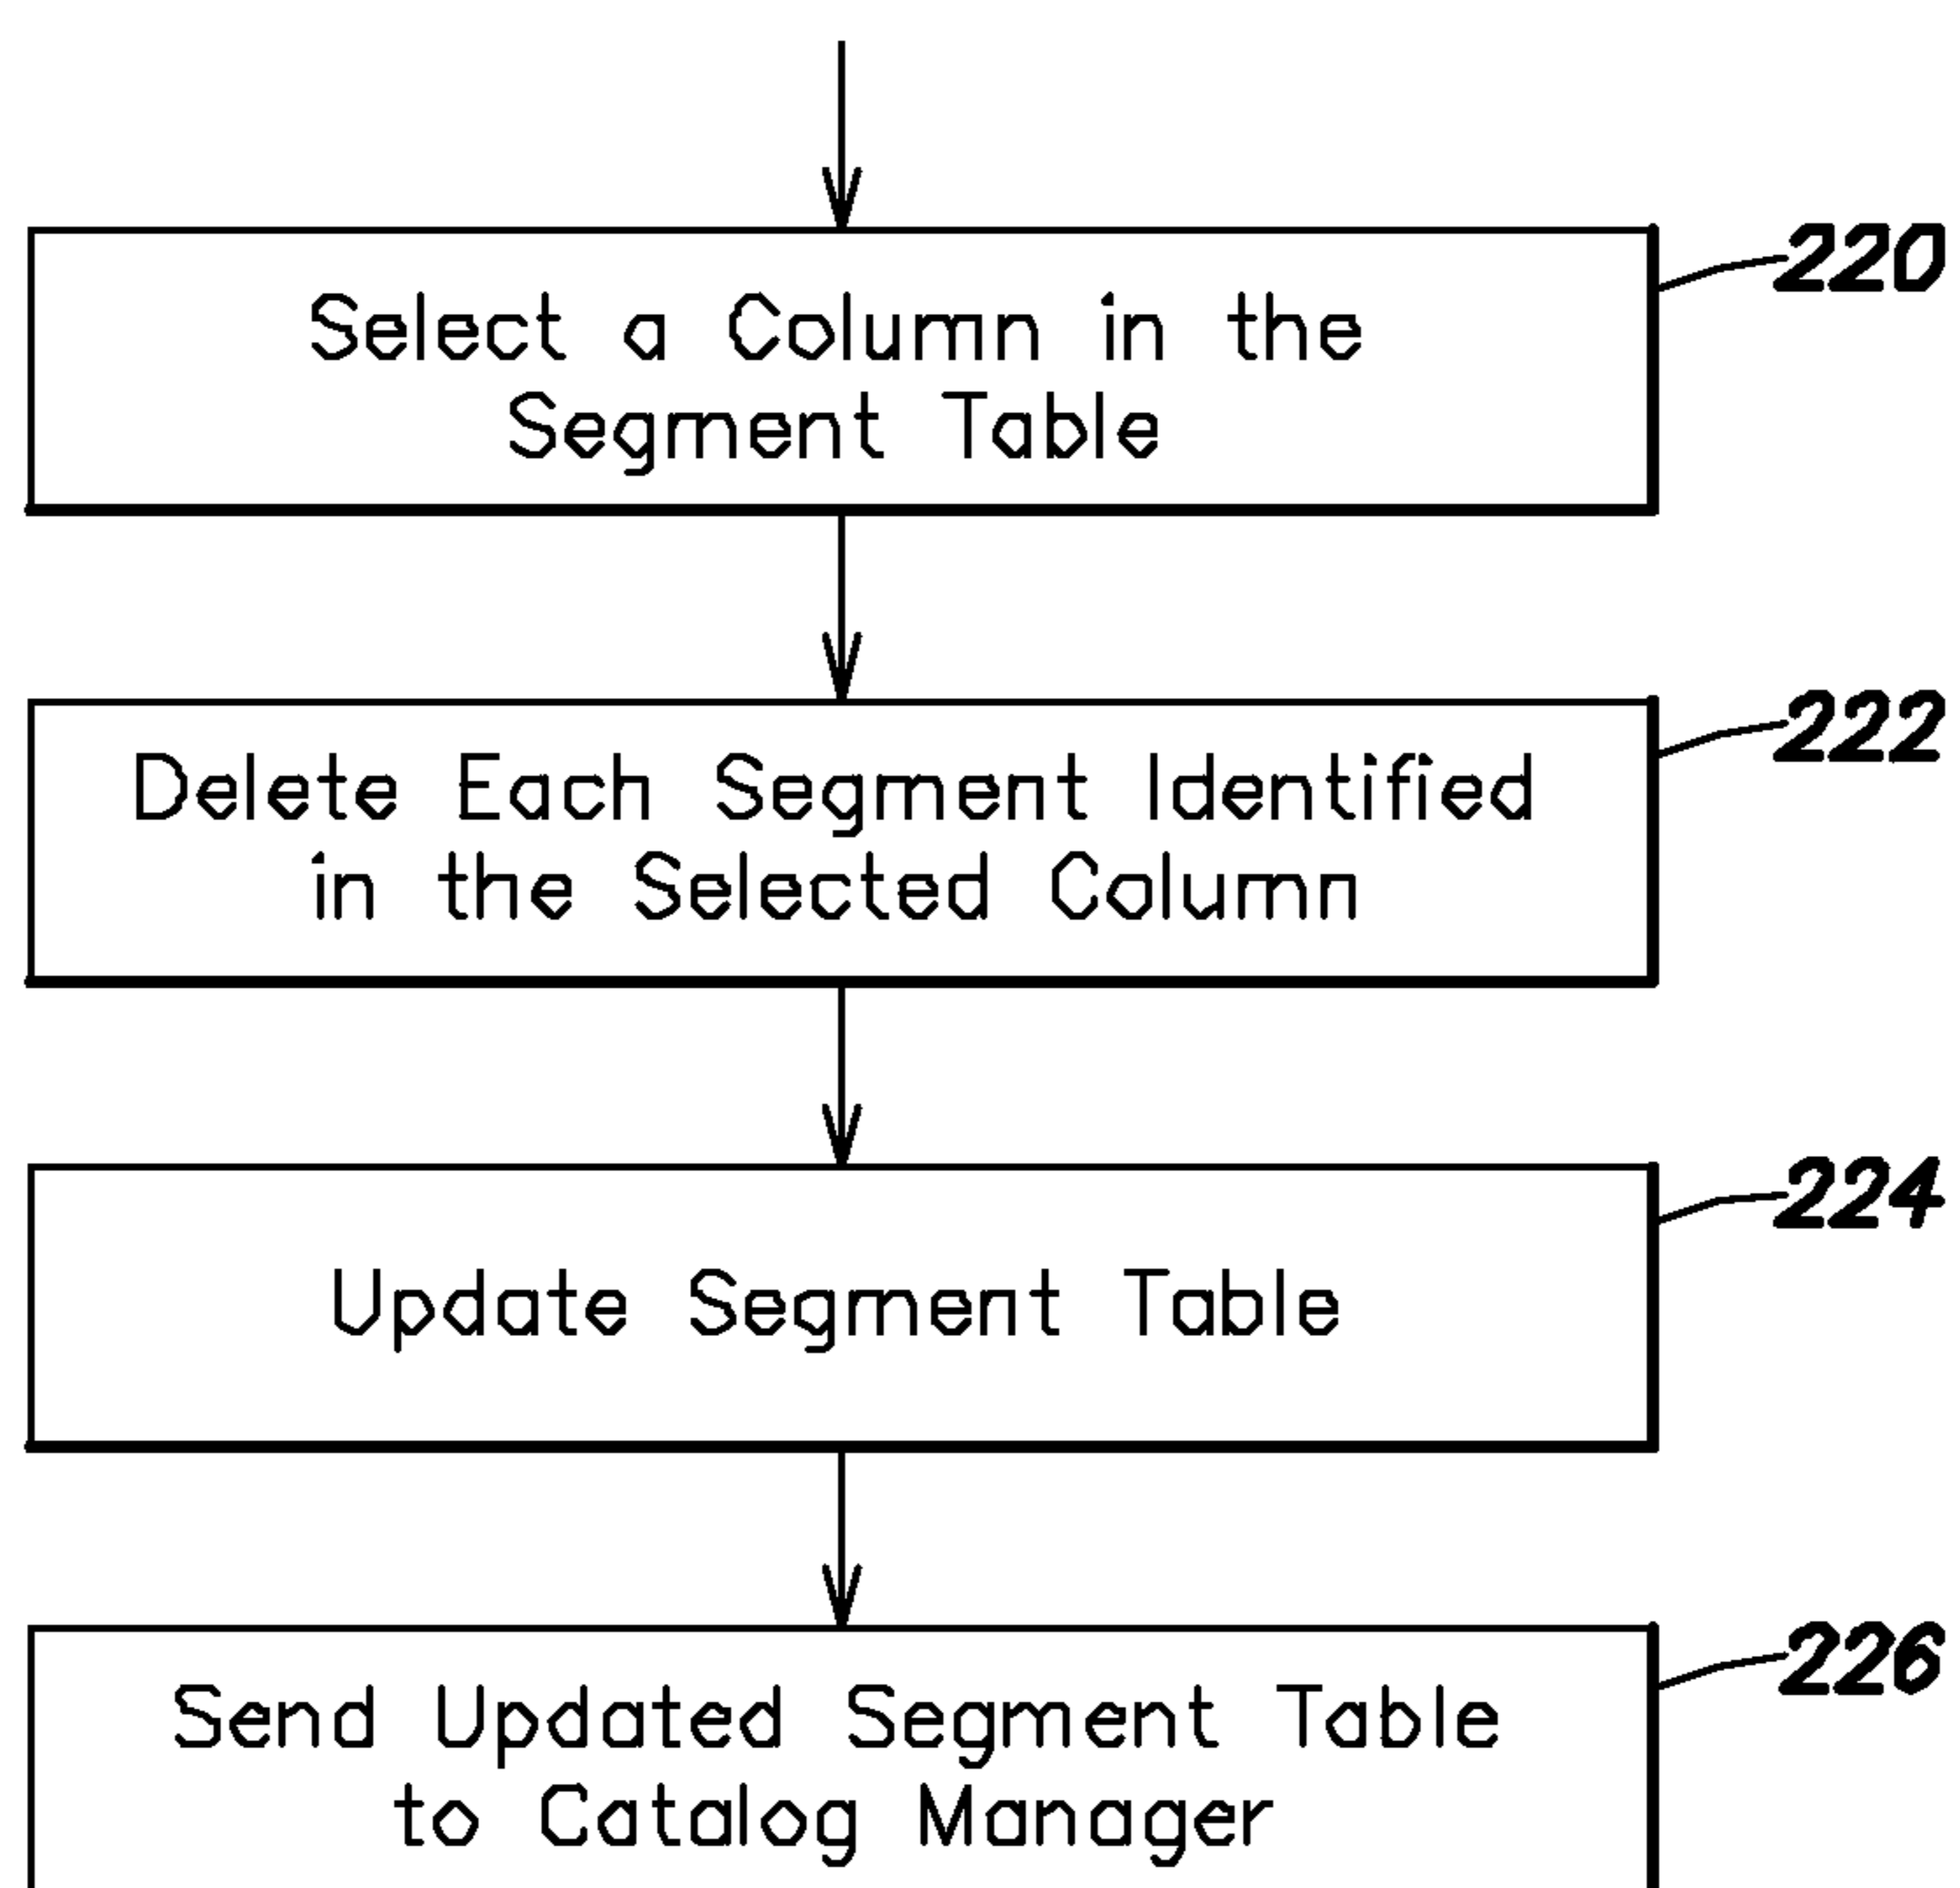 220
Select a Column in the
Segment Table
222
Delete Each Segment Identified
in the Selected Column
224
Update Segment Table
226
Send Updated Segment Table
to Catalog Manager